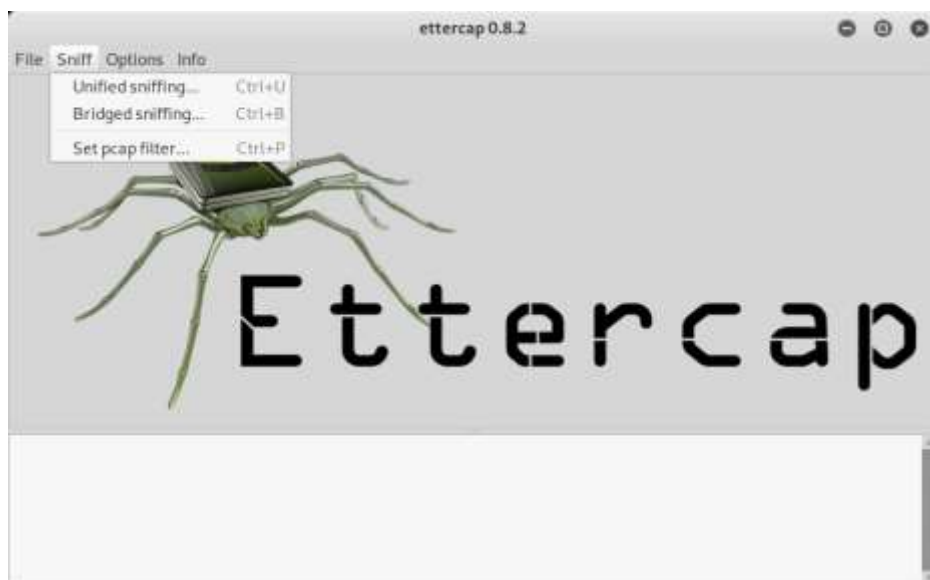 ettercap 0.8.2
File Sniff Options Info
Unified sniffing... Ctrl+U
Bridged sniffing... Ctrl+B
Set pcap filter... Ctrl+P
Ettercap